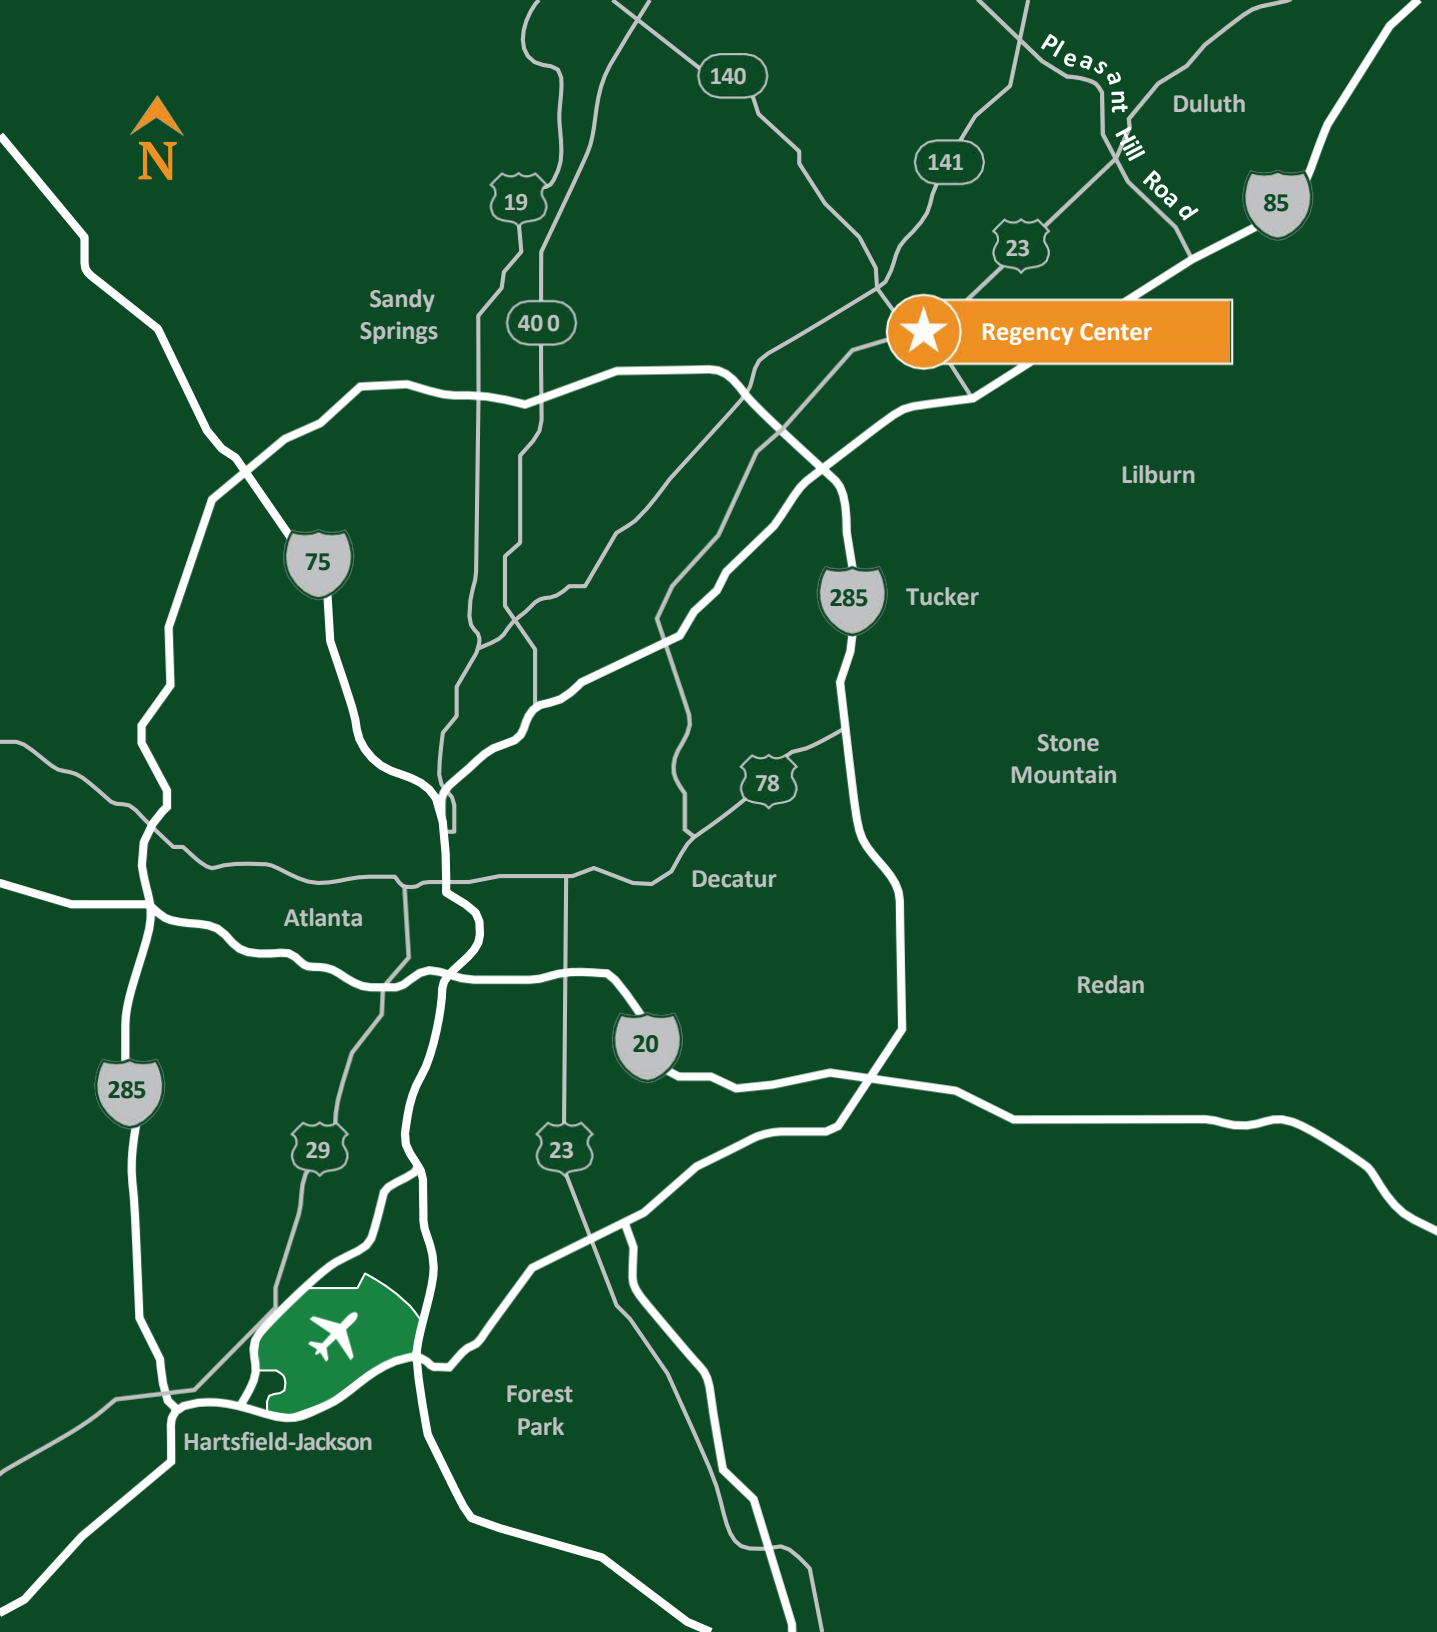 Pleasant Hill Road
140
Duluth
N
141
19
85
23
Sandy
Springs
400
Regency Center
Lilburn
75
285
Tucker
Stone
Mountain
78
Decatur
Atlanta
Redan
20
285
29
23
Forest
Park
Hartsfield-Jackson